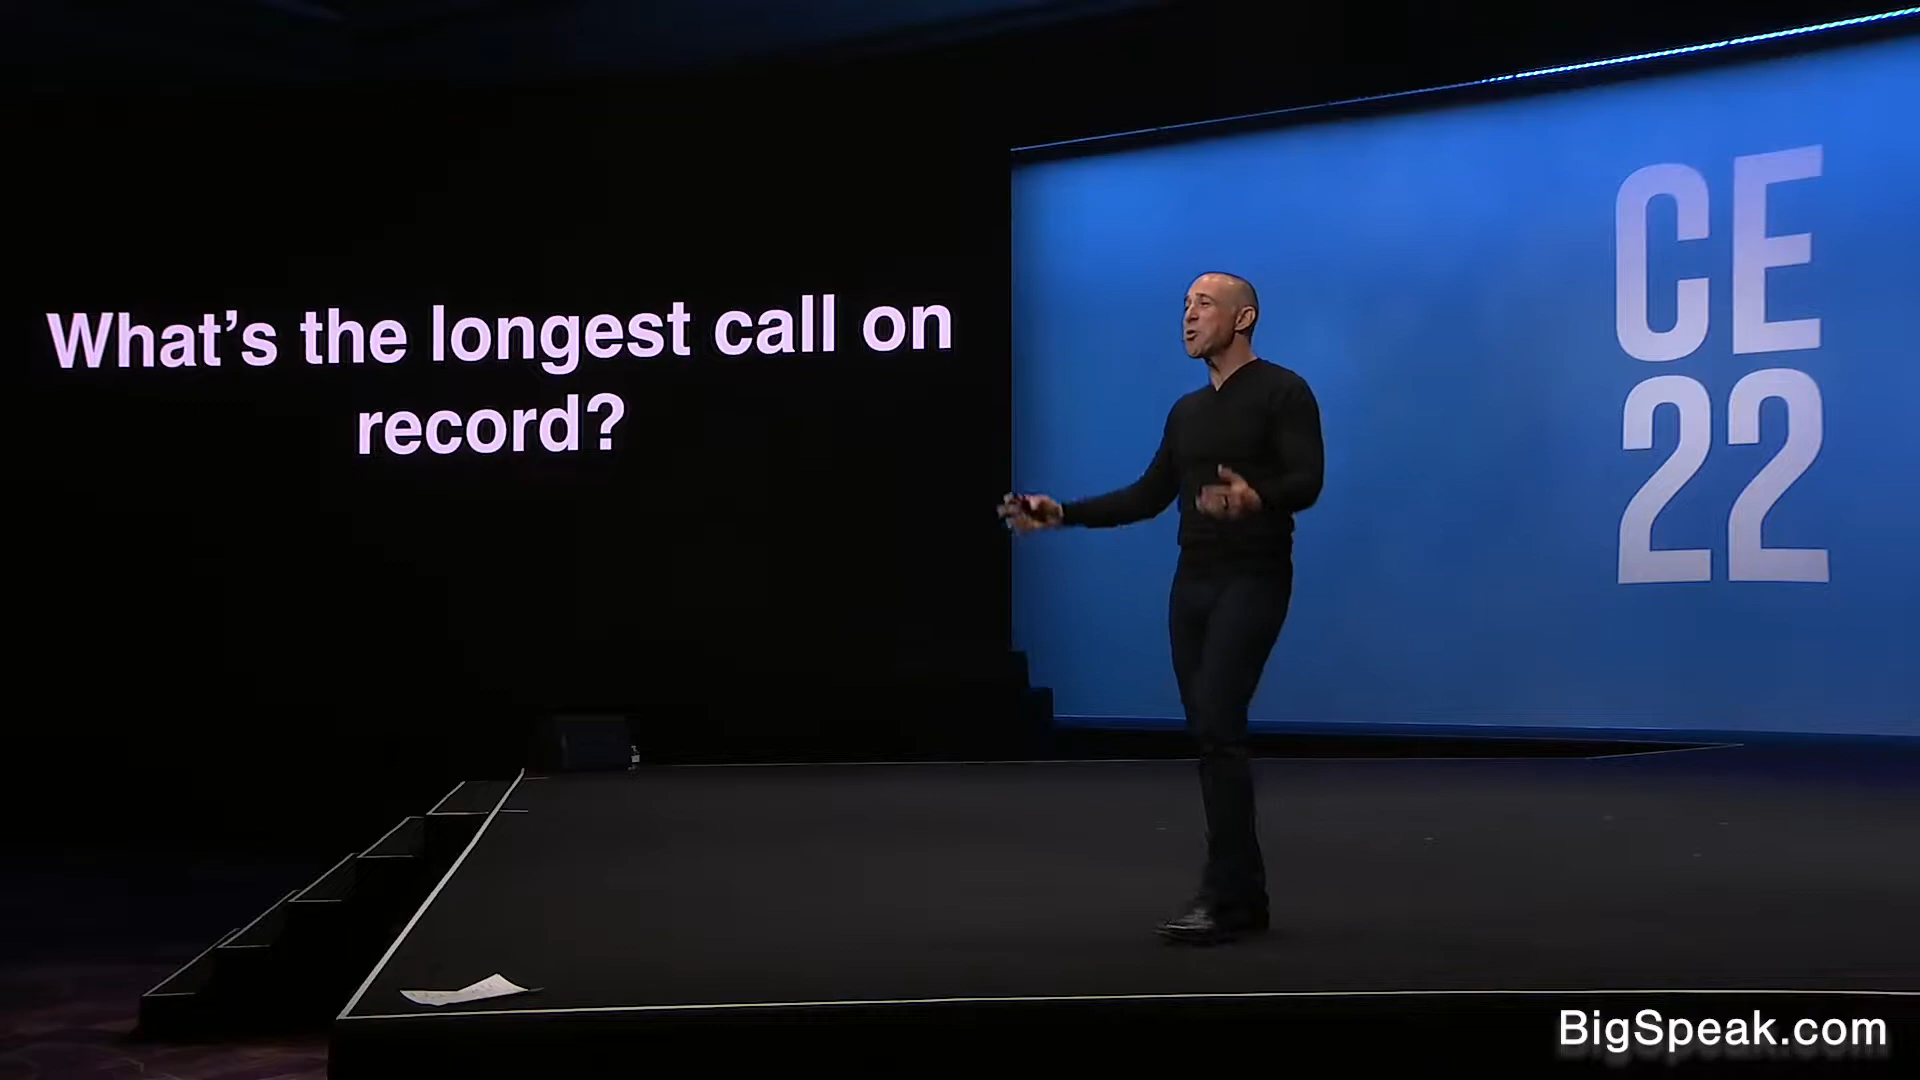 What’s the longest call on
record?
CE
22
BigSpeak.com